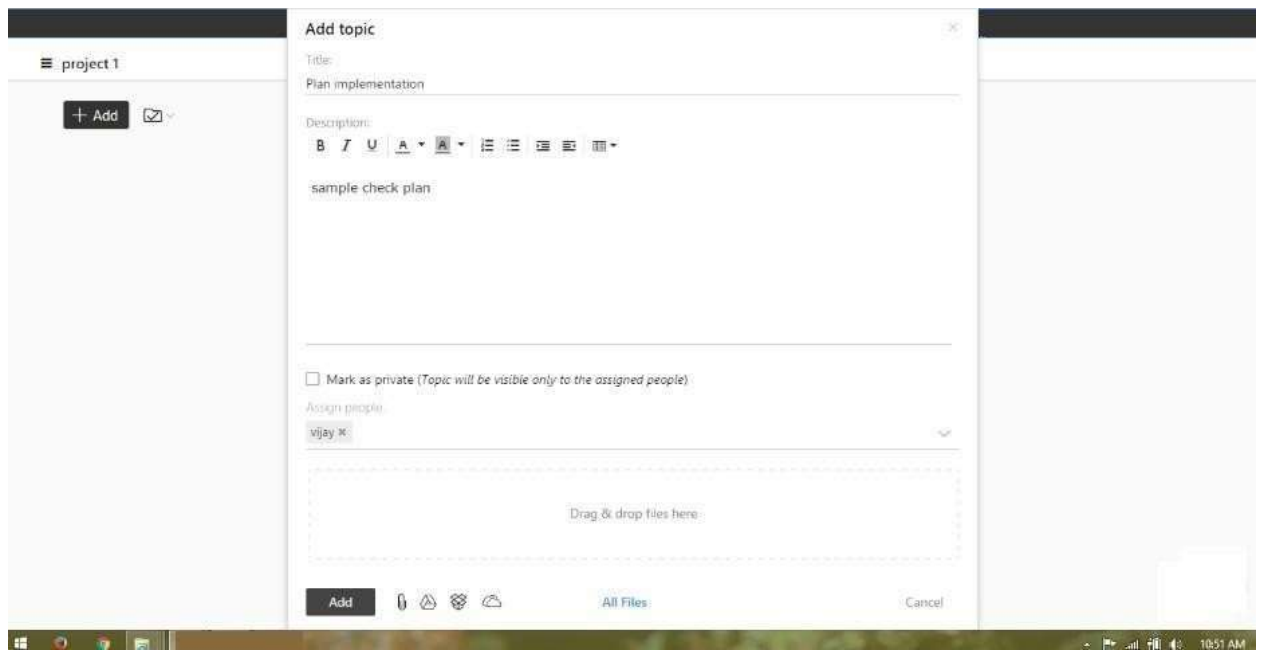 Add topic
project 1
Title:
Plan implementation
+ Add
Description:
B I U A A
sample check plan
Mark as private (Topic will be visible only to the assigned people)
Assign people:
vijay ×
Drag & drop files here
Add
All Files
Cancel
10:51 AM